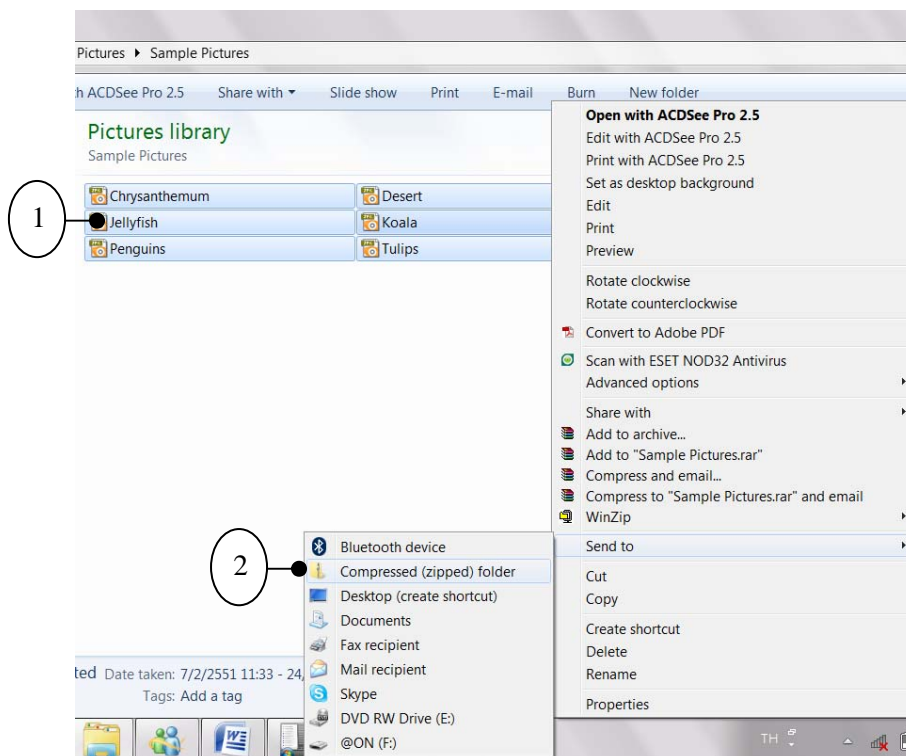 Pictures ▸ Sample Pictures
h ACDSee Pro 2.5 Share with Slide show Print E-mail Burn New folder
Pictures library
Sample Pictures
Chrysanthemum Desert
1
Jellyfish Koala
Penguins Tulips
Open with ACDSee Pro 2.5
Edit with ACDSee Pro 2.5
Print with ACDSee Pro 2.5
Set as desktop background
Edit
Print
Preview
Rotate clockwise
Rotate counterclockwise
Convert to Adobe PDF
Scan with ESET NOD32 Antivirus
Advanced options
Share with
Add to archive...
Add to "Sample Pictures.rar"
Compress and email...
Compress to "Sample Pictures.rar" and email
WinZip
Send to
Cut
Copy
Create shortcut
Delete
Rename
Properties
2
Bluetooth device
Compressed (zipped) folder
Desktop (create shortcut)
Documents
Fax recipient
Mail recipient
Skype
DVD RW Drive (E:)
@ON (F:)
ted Date taken: 7/2/2551 11:33 - 24/
Tags: Add a tag
TH